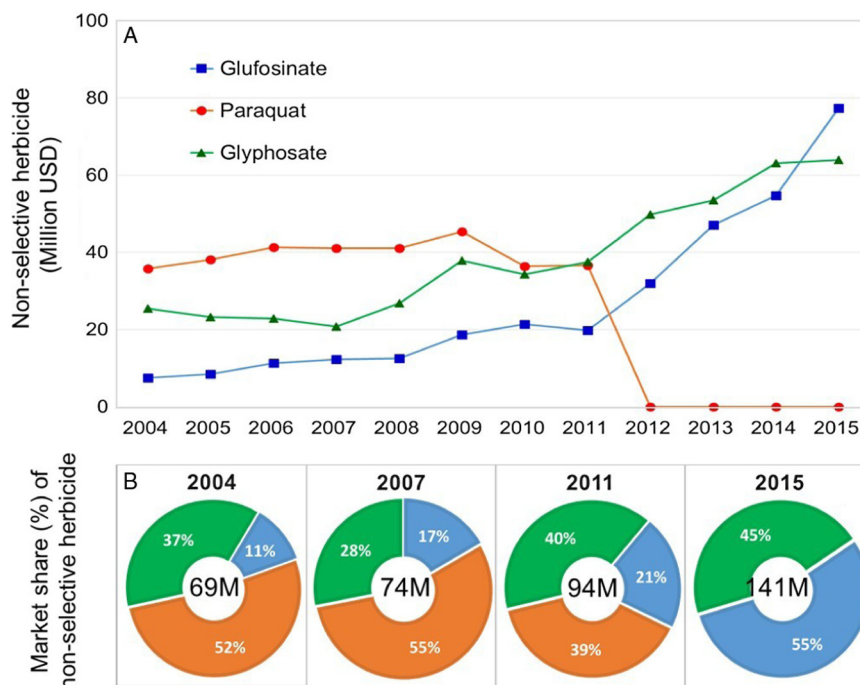 A
Glufosinate
Paraquat
Glyphosate
Non-selective herbicide
(Million USD)
100
80
60
40
20
0
2004 2005 2006 2007 2008 2009 2010 2011 2012 2013 2014 2015
B
Market share (%) of
non-selective herbicide
2004 2007 2011 2015
37% 11% 52% 69M
28% 17% 55% 74M
40% 21% 39% 94M
45% 55% 141M